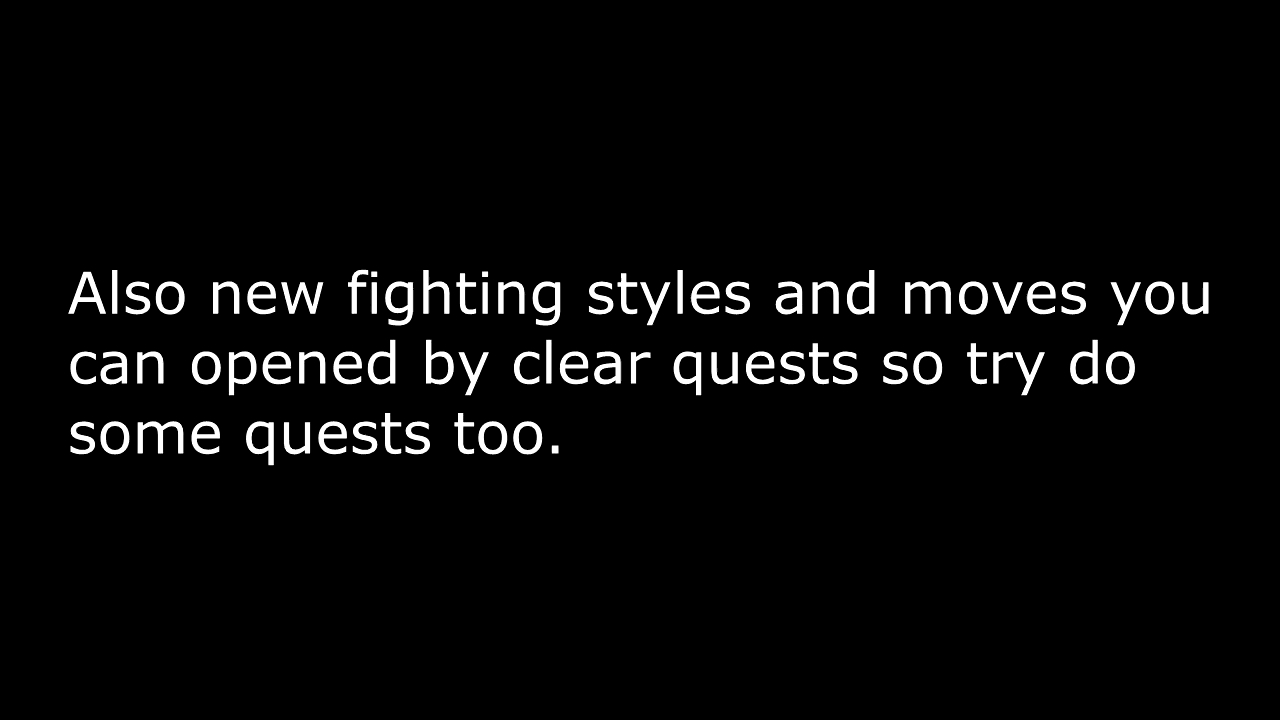 Also new fighting styles and moves you
can opened by clear quests so try do
some quests too.